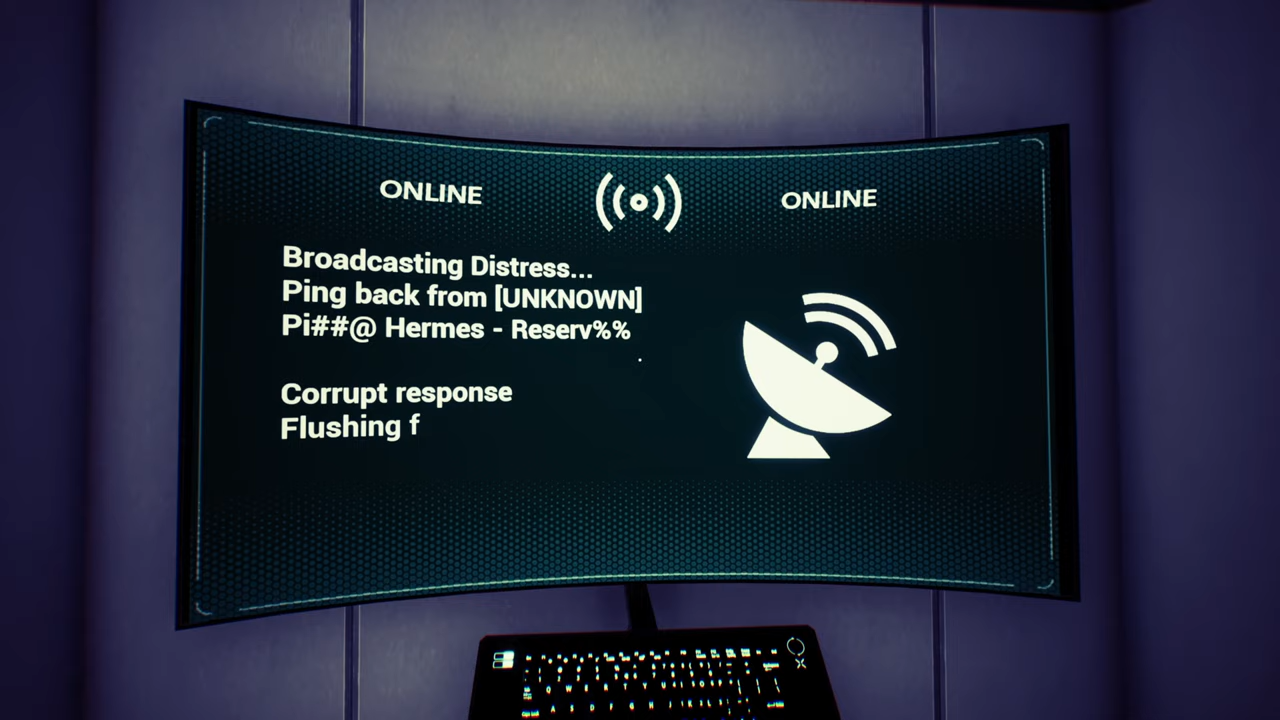 ONLINE
ONLINE
Broadcasting Distress...
Ping back from [UNKNOWN]
Pi##@ Hermes - Reserv%%
Corrupt response
Flushing f